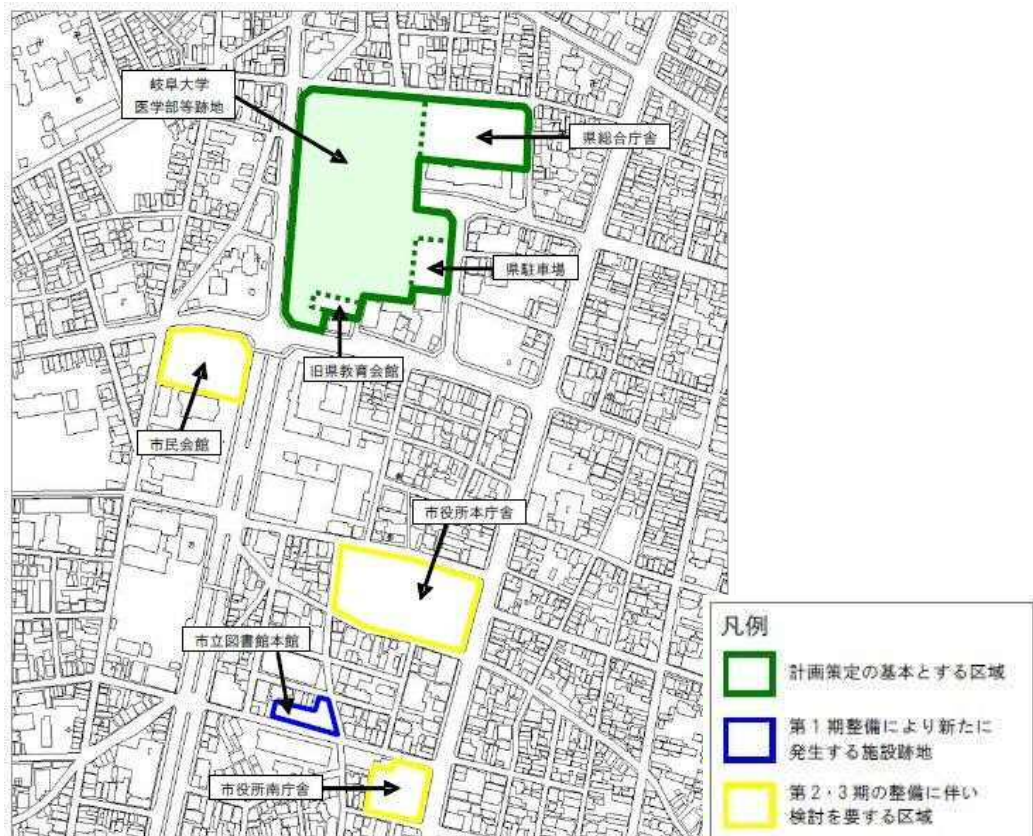 岐阜大学
医学部等跡地
県総合庁舎
県駐車場
旧県教育会館
市民会館
市役所本庁舎
市立図書館本館
市役所南庁舎
凡例
計画策定の基本とする区域
第1期整備により新たに
発生する施設跡地
第2・3期の整備に伴い
検討を要する区域